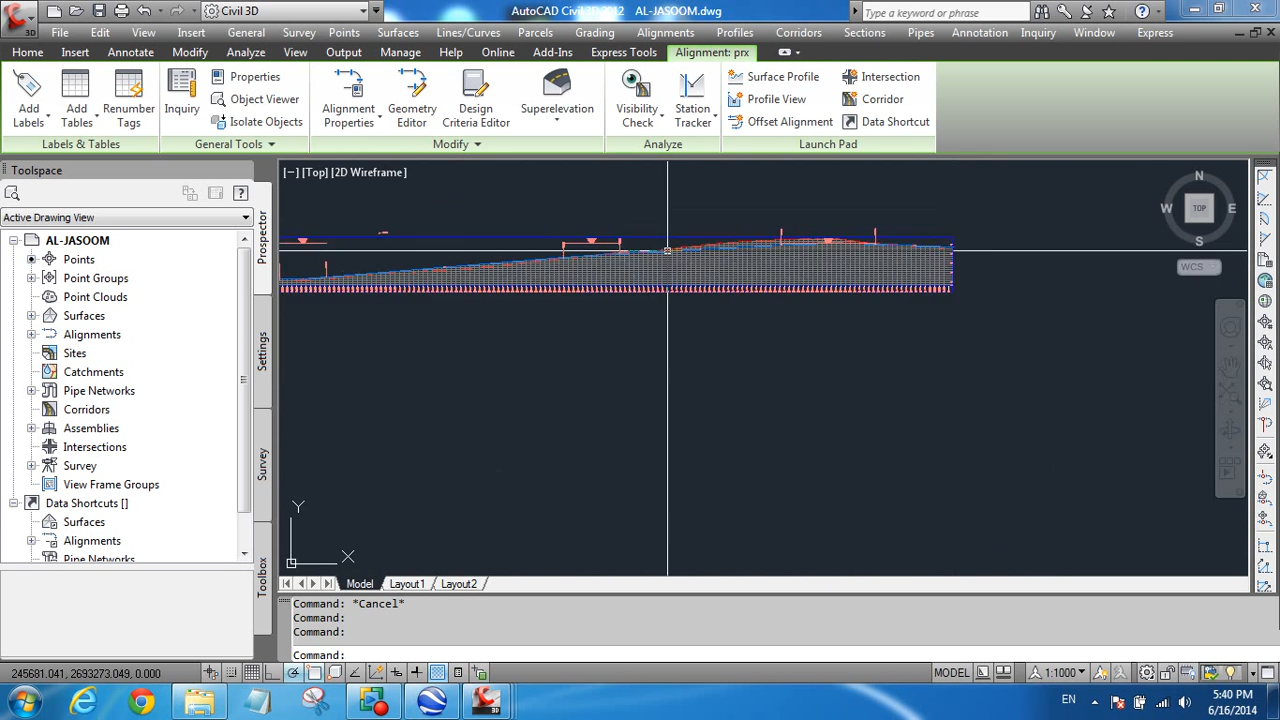 3D
Civil 3D
AutoCAD Civil 3D 2012 AL-JASOOM.dwg
Type a keyword or phrase
File Edit View Insert General Survey Points Surfaces Lines/Curves Parcels Grading Alignments Profiles Corridors Sections Pipes Annotation Inquiry Window Express
Home Insert Annotate Modify Analyze View Output Manage Help Online Add-Ins Express Tools Alignment: prx
Add Labels
Add Tables
Renumber Tags
Inquiry
Properties
Object Viewer
Isolate Objects
Alignment Properties
Geometry Editor
Design Criteria Editor
Superelevation
Visibility Check
Station Tracker
Surface Profile
Profile View
Offset Alignment
Intersection
Corridor
Data Shortcut
Labels & Tables General Tools Modify Analyze Launch Pad
Toolspace
Active Drawing View
AL-JASOOM
Points
Point Groups
Point Clouds
Surfaces
Alignments
Sites
Catchments
Pipe Networks
Corridors
Assemblies
Intersections
Survey
View Frame Groups
Data Shortcuts []
Surfaces
Alignments
Pipe Networks
Prospector
Settings
Survey
Toolbox
[−] [Top] [2D Wireframe]
N
W TOP E
S
WCS
Y
X
Model Layout1 Layout2
Command: *Cancel*
Command:
Command:
Command:
245681.041, 2693273.049, 0.000
MODEL
1:1000
EN
5:40 PM
6/16/2014